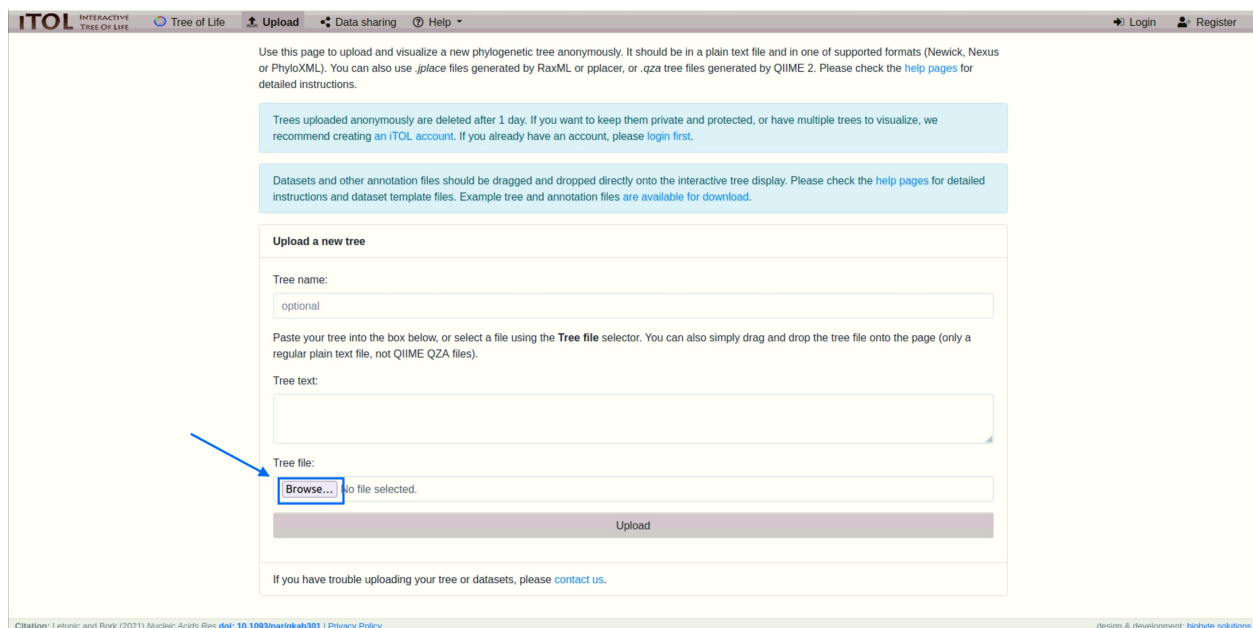 iTOL INTERACTIVE TREE OF LIFE Tree of Life Upload Data sharing Help Login Register
Use this page to upload and visualize a new phylogenetic tree anonymously. It should be in a plain text file and in one of supported formats (Newick, Nexus
or PhyloXML). You can also use .jplace files generated by RaxML or pplacer, or .qza tree files generated by QIIME 2. Please check the help pages for
detailed instructions.
Trees uploaded anonymously are deleted after 1 day. If you want to keep them private and protected, or have multiple trees to visualize, we
recommend creating an iTOL account. If you already have an account, please login first.
Datasets and other annotation files should be dragged and dropped directly onto the interactive tree display. Please check the help pages for detailed
instructions and dataset template files. Example tree and annotation files are available for download.
Upload a new tree
Tree name:
optional
Paste your tree into the box below, or select a file using the Tree file selector. You can also simply drag and drop the tree file onto the page (only a
regular plain text file, not QIIME QZA files).
Tree text:
Tree file:
Browse... No file selected.
Upload
If you have trouble uploading your tree or datasets, please contact us.
Citation: Letunic and Bork (2021) Nucleic Acids Res doi: 10.1093/nar/gkab301 | Privacy Policy design & development: biobyte solutions